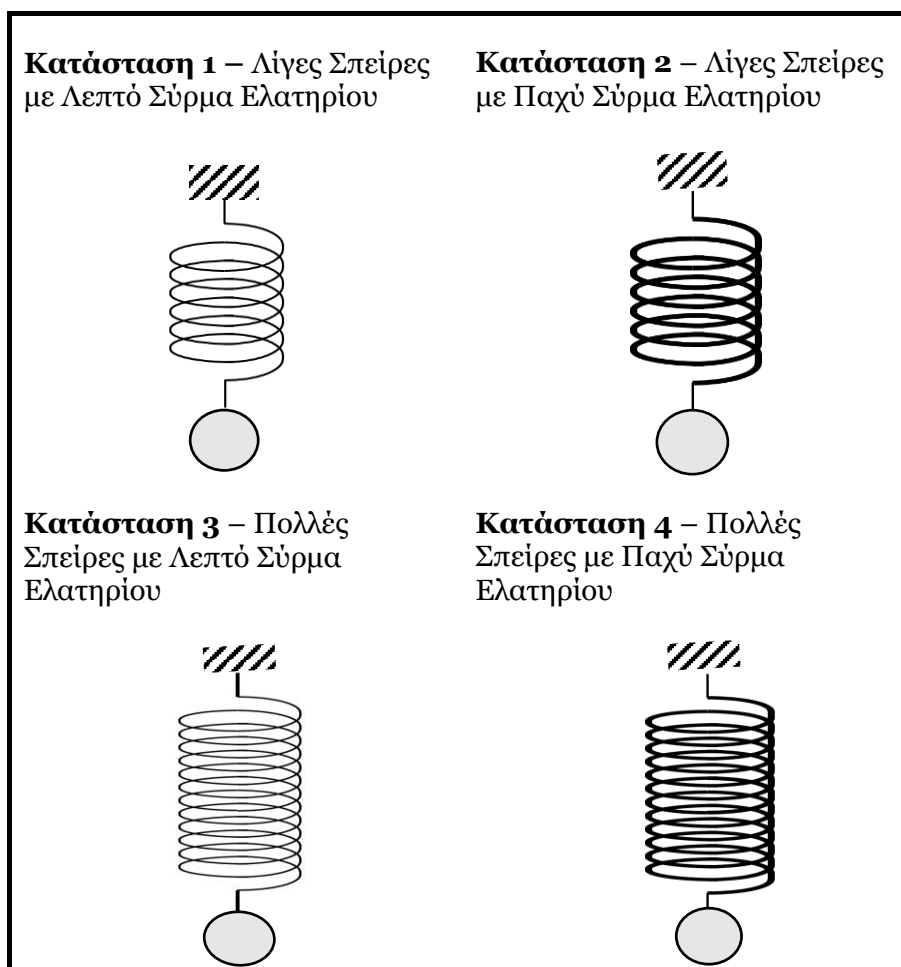 Κατάσταση 1 – Λίγες Σπείρες
με Λεπτό Σύρμα Ελατηρίου
Κατάσταση 2 – Λίγες Σπείρες
με Παχύ Σύρμα Ελατηρίου
Κατάσταση 3 – Πολλές
Σπείρες με Λεπτό Σύρμα
Ελατηρίου
Κατάσταση 4 – Πολλές
Σπείρες με Παχύ Σύρμα
Ελατηρίου